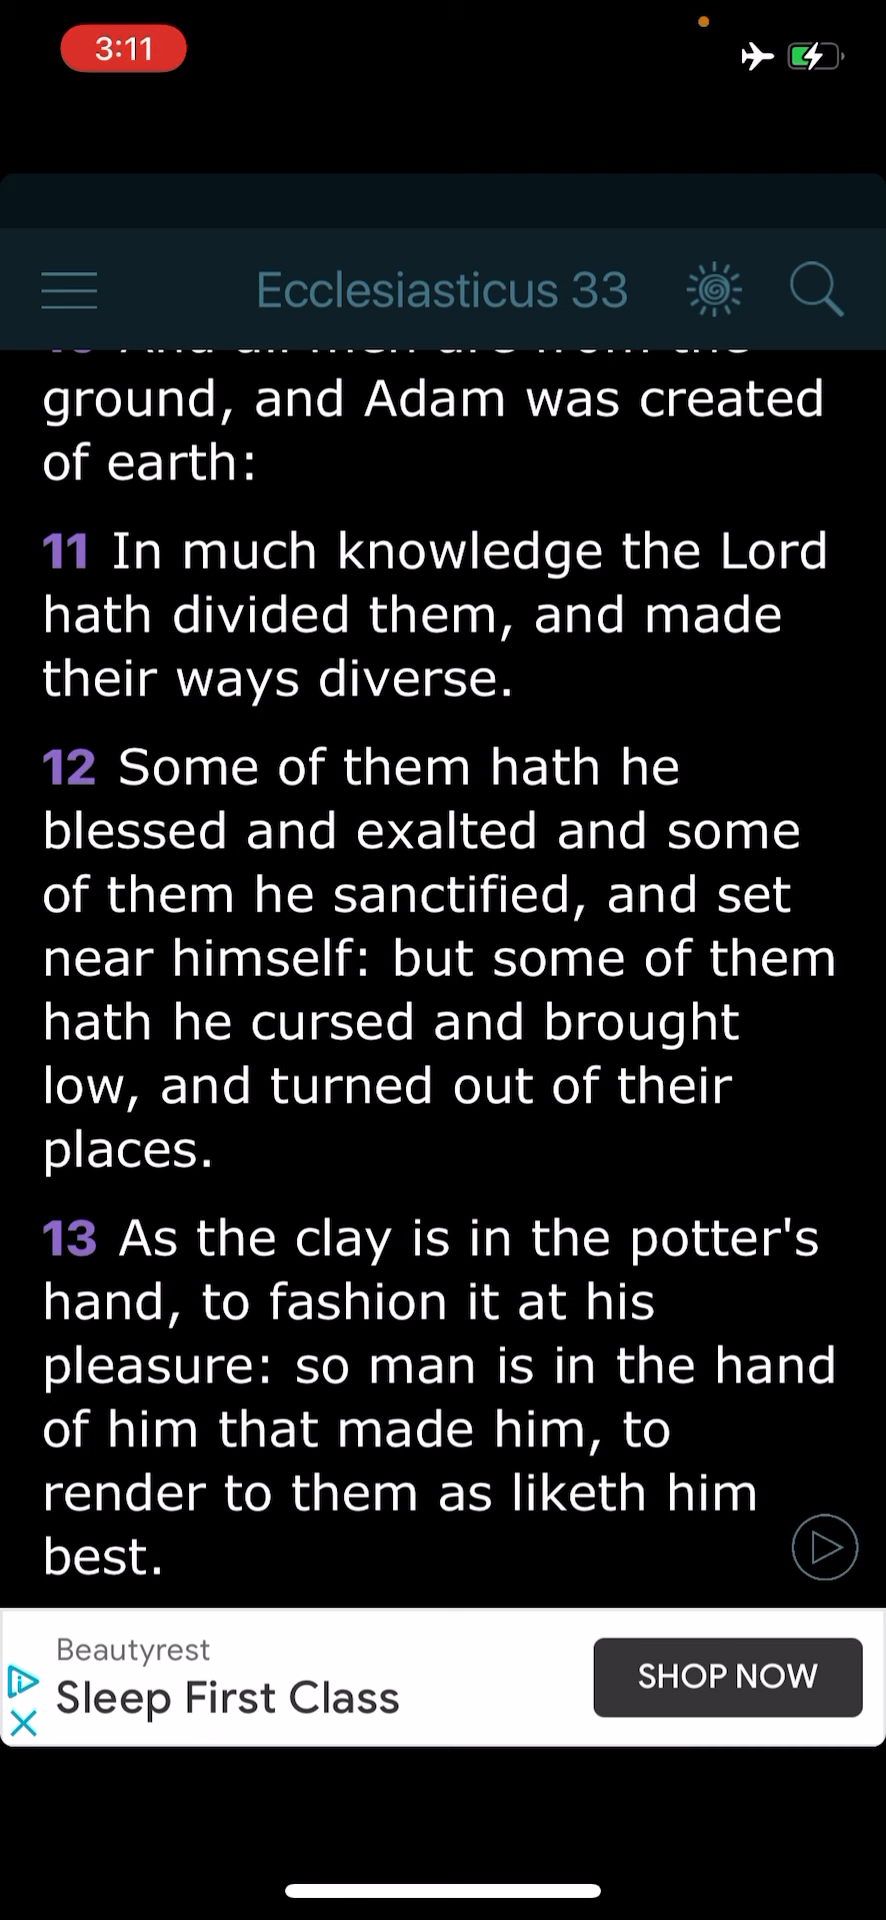 3:11
Ecclesiasticus 33
ground, and Adam was created
of earth:
11 In much knowledge the Lord
hath divided them, and made
their ways diverse.
12 Some of them hath he
blessed and exalted and some
of them he sanctified, and set
near himself: but some of them
hath he cursed and brought
low, and turned out of their
places.
13 As the clay is in the potter's
hand, to fashion it at his
pleasure: so man is in the hand
of him that made him, to
render to them as liketh him
best.
Beautyrest
Sleep First Class
SHOP NOW